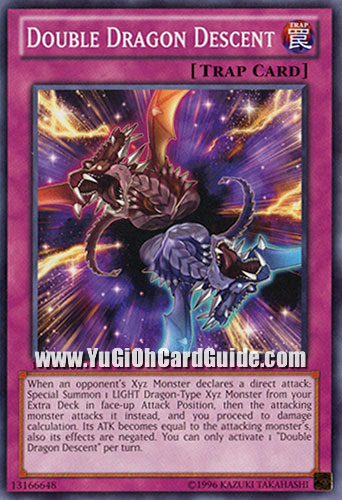 DOUBLE DRAGON DESCENT
TRAP
罠
[TRAP CARD]
www.YuGiOhCardGuide.com
When an opponent's Xyz Monster declares a direct attack:
Special Summon 1 LIGHT Dragon-Type Xyz Monster from your
Extra Deck in face-up Attack Position, then the attacking
monster attacks it instead, and you proceed to damage
calculation. Its ATK becomes equal to the attacking monster's,
also its effects are negated. You can only activate 1 "Double
Dragon Descent" per turn.
13166648
©1996 KAZUKI TAKAHASHI